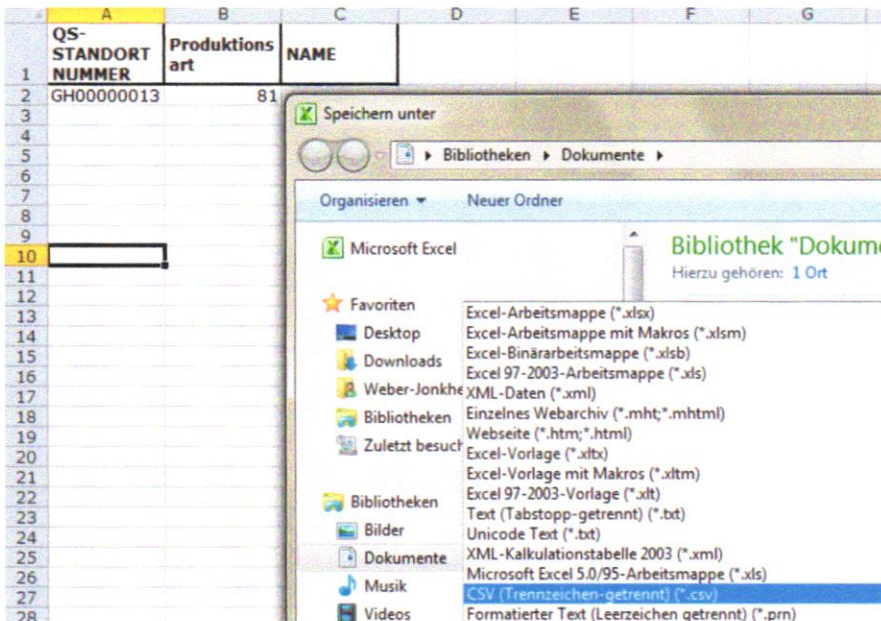 A B C D E F G
QS-
STANDORT
NUMMER
Produktions
art
NAME
1
2 GH00000013 81
3
4
5
6
7
8
9
10
11
12
13
14
15
16
17
18
19
20
21
22
23
24
25
26
27
28
Speichern unter
Bibliotheken Dokumente
Organisieren Neuer Ordner
Microsoft Excel
Favoriten
Desktop
Downloads
Weber-Jonkhe
Bibliotheken
Zuletzt besuch
Bibliotheken
Bilder
Dokumente
Musik
Videos
Bibliothek "Dokume
Hierzu gehören: 1 Ort
Excel-Arbeitsmappe (*.xlsx)
Excel-Arbeitsmappe mit Makros (*.xlsm)
Excel-Binärarbeitsmappe (*.xlsb)
Excel 97-2003-Arbeitsmappe (*.xls)
XML-Daten (*.xml)
Einzelnes Webarchiv (*.mht;*.mhtml)
Webseite (*.htm;*.html)
Excel-Vorlage (*.xltx)
Excel-Vorlage mit Makros (*.xltm)
Excel 97-2003-Vorlage (*.xlt)
Text (Tabstopp-getrennt) (*.txt)
Unicode Text (*.txt)
XML-Kalkulationstabelle 2003 (*.xml)
Microsoft Excel 5.0/95-Arbeitsmappe (*.xls)
CSV (Trennzeichen-getrennt) (*.csv)
Formatierter Text (Leerzeichen getrennt) (*.prn)